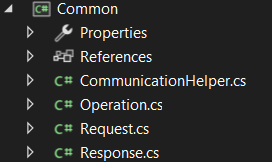 C# Common
Properties
References
C# CommunicationHelper.cs
C# Operation.cs
C# Request.cs
C# Response.cs